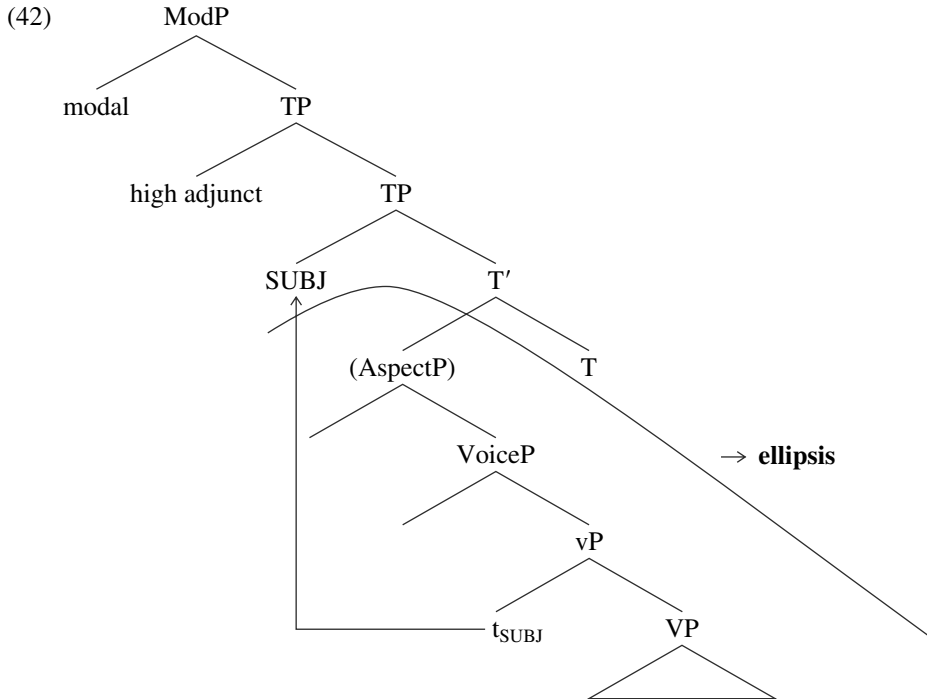 (42) ModP
modal TP
high adjunct TP
SUBJ T′
(AspectP) T
VoiceP → ellipsis
vP
tSUBJ VP